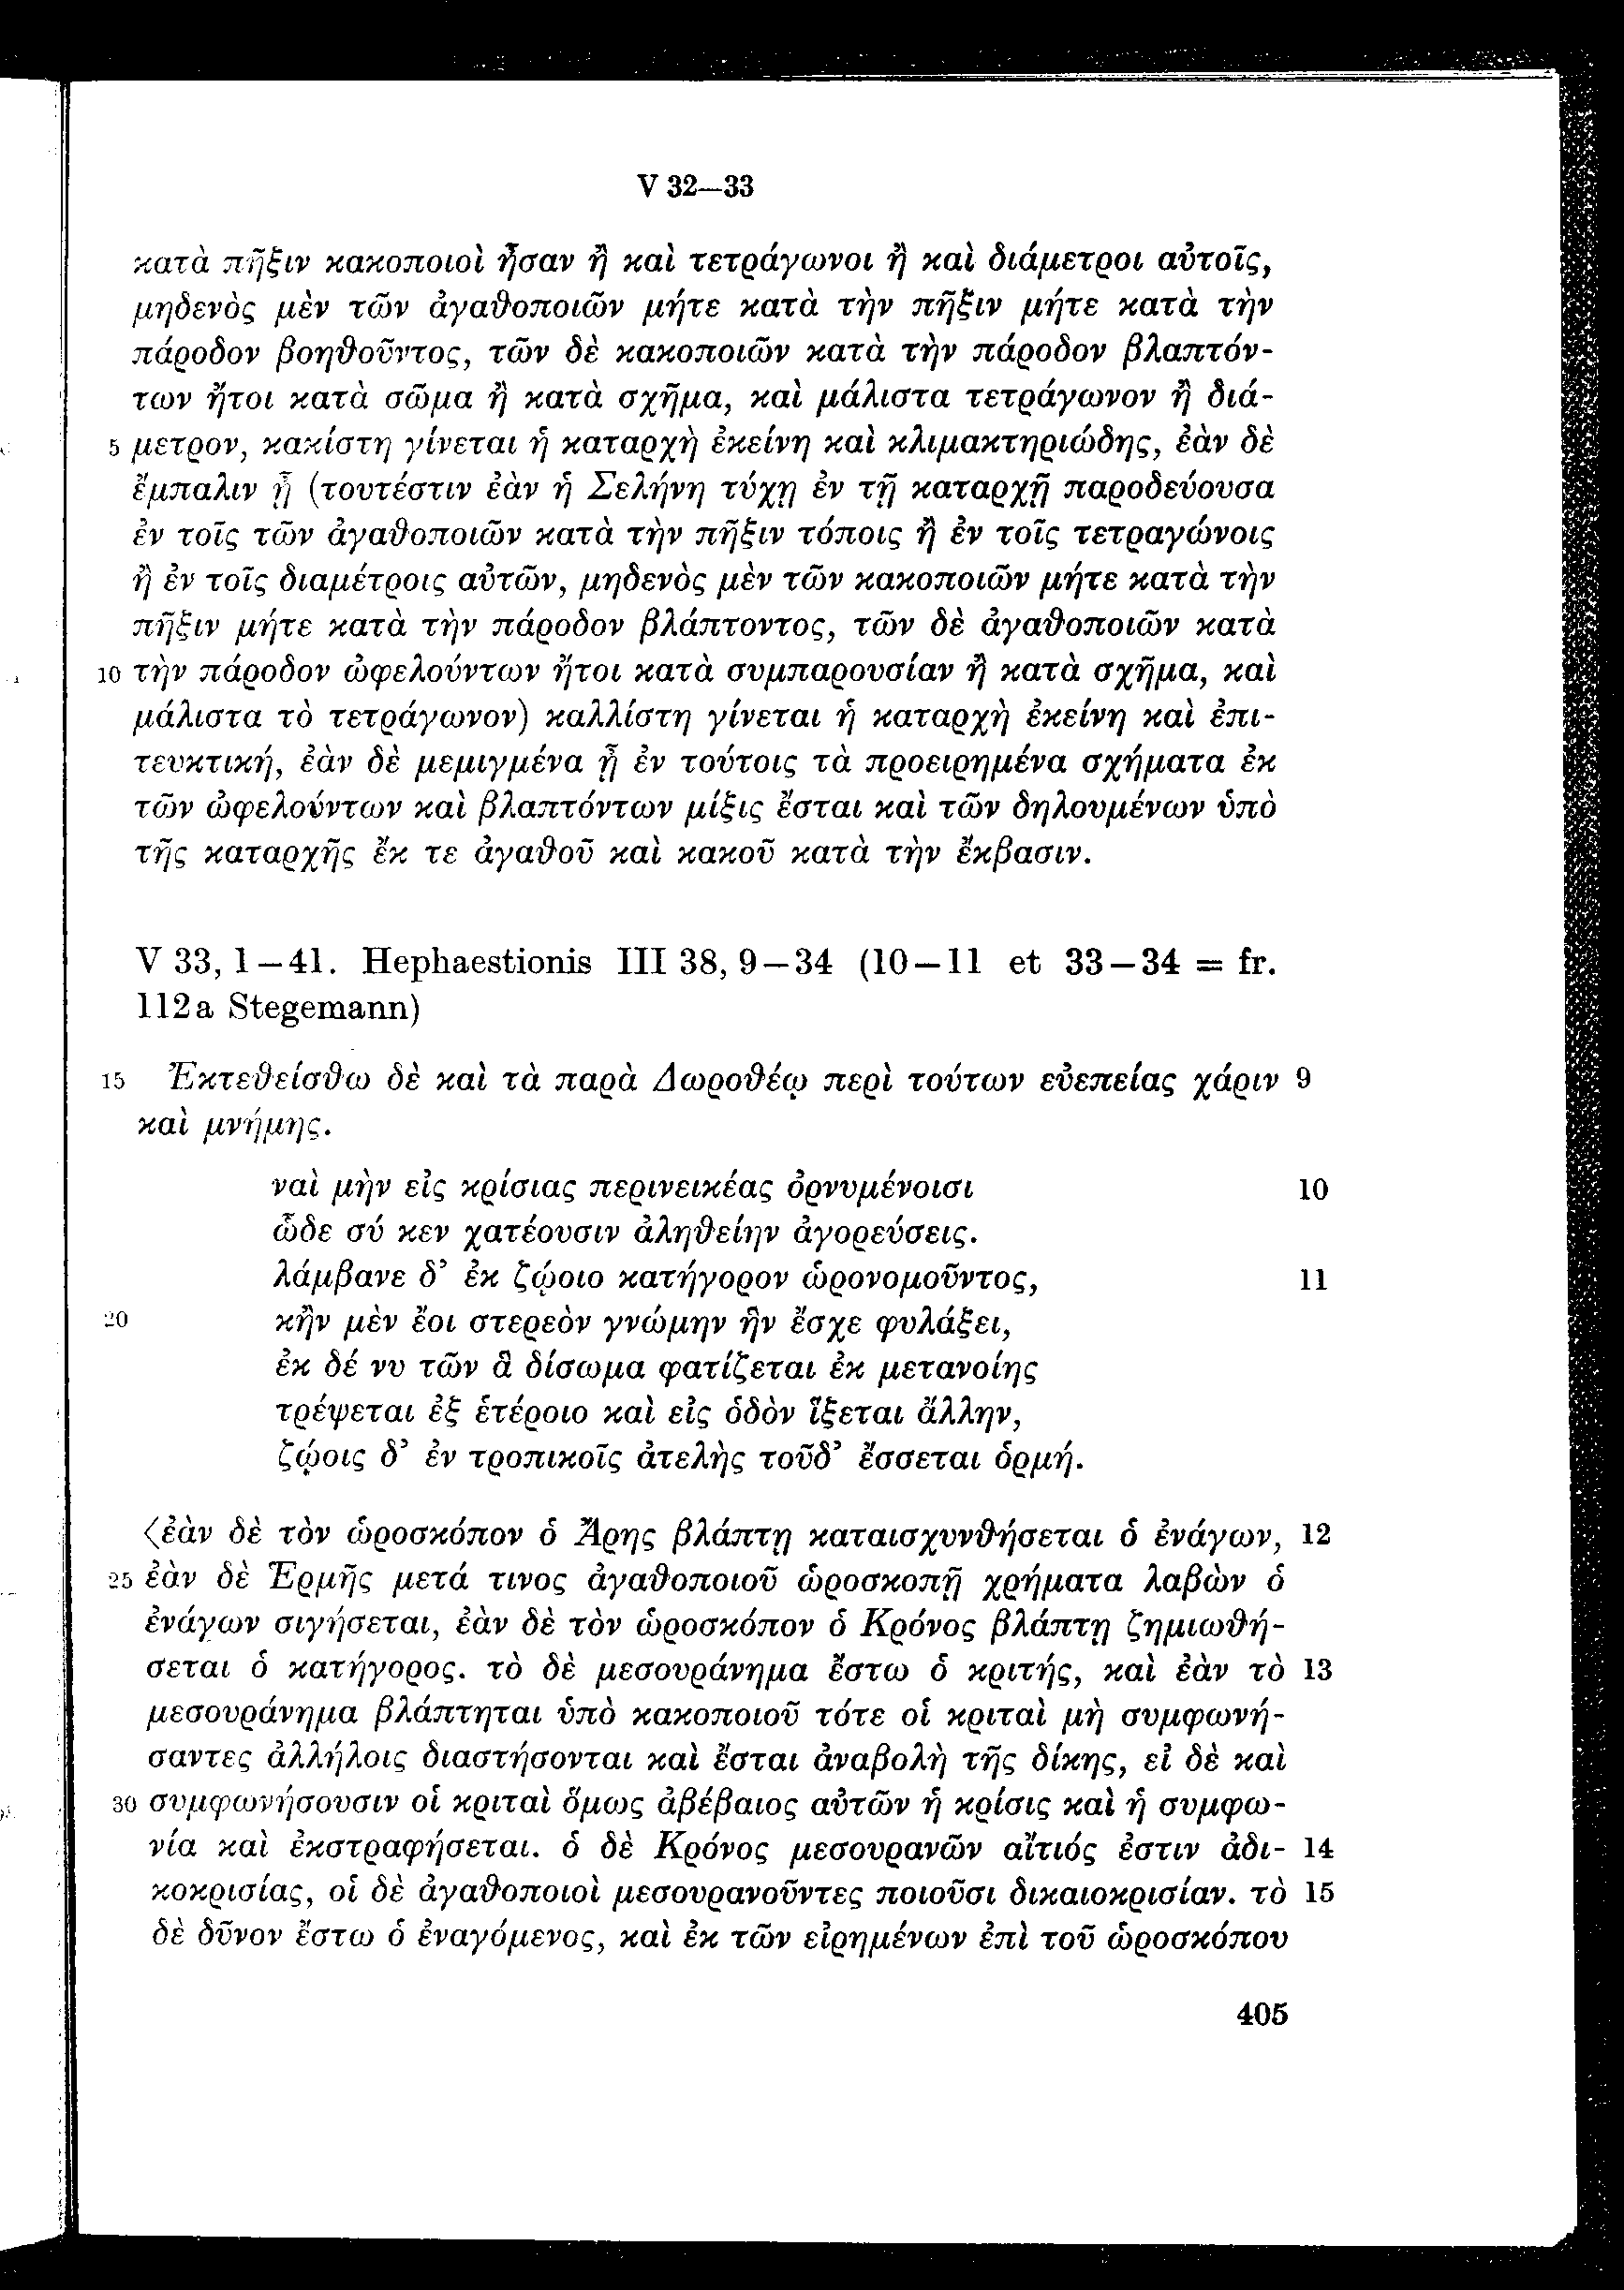 V 32—33
κατὰ πῆξιν κακοποιοὶ ἦσαν ἢ καὶ τετράγωνοι ἢ καὶ διάμετροι αὐτοῖς,
μηδενὸς μὲν τῶν ἀγαθοποιῶν μήτε κατὰ τὴν πῆξιν μήτε κατὰ τὴν
πάροδον βοηθοῦντος, τῶν δὲ κακοποιῶν κατὰ τὴν πάροδον βλαπτόν-
των ἤτοι κατὰ σῶμα ἢ κατὰ σχῆμα, καὶ μάλιστα τετράγωνον ἢ διά-
5 μετρον, κακίστη γίνεται ἡ καταρχὴ ἐκείνη καὶ κλιμακτηριώδης, ἐὰν δὲ
ἔμπαλιν ᾖ (τουτέστιν ἐὰν ἡ Σελήνη τύχῃ ἐν τῇ καταρχῇ παροδεύουσα
ἐν τοῖς τῶν ἀγαθοποιῶν κατὰ τὴν πῆξιν τόποις ἢ ἐν τοῖς τετραγώνοις
ἢ ἐν τοῖς διαμέτροις αὐτῶν, μηδενὸς μὲν τῶν κακοποιῶν μήτε κατὰ τὴν
πῆξιν μήτε κατὰ τὴν πάροδον βλάπτοντος, τῶν δὲ ἀγαθοποιῶν κατὰ
10 τὴν πάροδον ὠφελούντων ἤτοι κατὰ συμπαρουσίαν ἢ κατὰ σχῆμα, καὶ
μάλιστα τὸ τετράγωνον) καλλίστη γίνεται ἡ καταρχὴ ἐκείνη καὶ ἐπι-
τευκτική, ἐὰν δὲ μεμιγμένα ᾖ ἐν τούτοις τὰ προειρημένα σχήματα ἐκ
τῶν ὠφελούντων καὶ βλαπτόντων μίξις ἔσται καὶ τῶν δηλουμένων ὑπὸ
τῆς καταρχῆς ἔκ τε ἀγαθοῦ καὶ κακοῦ κατὰ τὴν ἔκβασιν.
V 33, 1—41. Hephaestionis III 38, 9—34 (10—11 et 33—34 = fr.
112a Stegemann)
15 Ἐκτεθείσθω δὲ καὶ τὰ παρὰ Δωροθέῳ περὶ τούτων εὐεπείας χάριν 9
καὶ μνήμης.
ναὶ μὴν εἰς κρίσιας περινεικέας ὀρνυμένοισι 10
ὧδε σύ κεν χατέουσιν ἀληθείην ἀγορεύσεις.
λάμβανε δ’ ἐκ ζῴοιο κατήγορον ὡρονομοῦντος, 11
20 κἢν μὲν ἔοι στερεὸν γνώμην ἣν ἔσχε φυλάξει,
ἐκ δέ νυ τῶν ἃ δίσωμα φατίζεται ἐκ μετανοίης
τρέψεται ἐξ ἑτέροιο καὶ εἰς ὁδὸν ἵξεται ἄλλην,
ζῴοις δ’ ἐν τροπικοῖς ἀτελὴς τοῦδ’ ἔσσεται ὁρμή.
⟨ἐὰν δὲ τὸν ὡροσκόπον ὁ Ἄρης βλάπτῃ καταισχυνθήσεται ὁ ἐνάγων, 12
25 ἐὰν δὲ Ἑρμῆς μετά τινος ἀγαθοποιοῦ ὡροσκοπῇ χρήματα λαβὼν ὁ
ἐνάγων σιγήσεται, ἐὰν δὲ τὸν ὡροσκόπον ὁ Κρόνος βλάπτῃ ζημιωθή-
σεται ὁ κατήγορος. τὸ δὲ μεσουράνημα ἔστω ὁ κριτής, καὶ ἐὰν τὸ 13
μεσουράνημα βλάπτηται ὑπὸ κακοποιοῦ τότε οἱ κριταὶ μὴ συμφωνή-
σαντες ἀλλήλοις διαστήσονται καὶ ἔσται ἀναβολὴ τῆς δίκης, εἰ δὲ καὶ
30 συμφωνήσουσιν οἱ κριταὶ ὅμως ἀβέβαιος αὐτῶν ἡ κρίσις καὶ ἡ συμφω-
νία καὶ ἐκστραφήσεται. ὁ δὲ Κρόνος μεσουρανῶν αἴτιός ἐστιν ἀδι- 14
κοκρισίας, οἱ δὲ ἀγαθοποιοὶ μεσουρανοῦντες ποιοῦσι δικαιοκρισίαν. τὸ 15
δὲ δῦνον ἔστω ὁ ἐναγόμενος, καὶ ἐκ τῶν εἰρημένων ἐπὶ τοῦ ὡροσκόπου
405